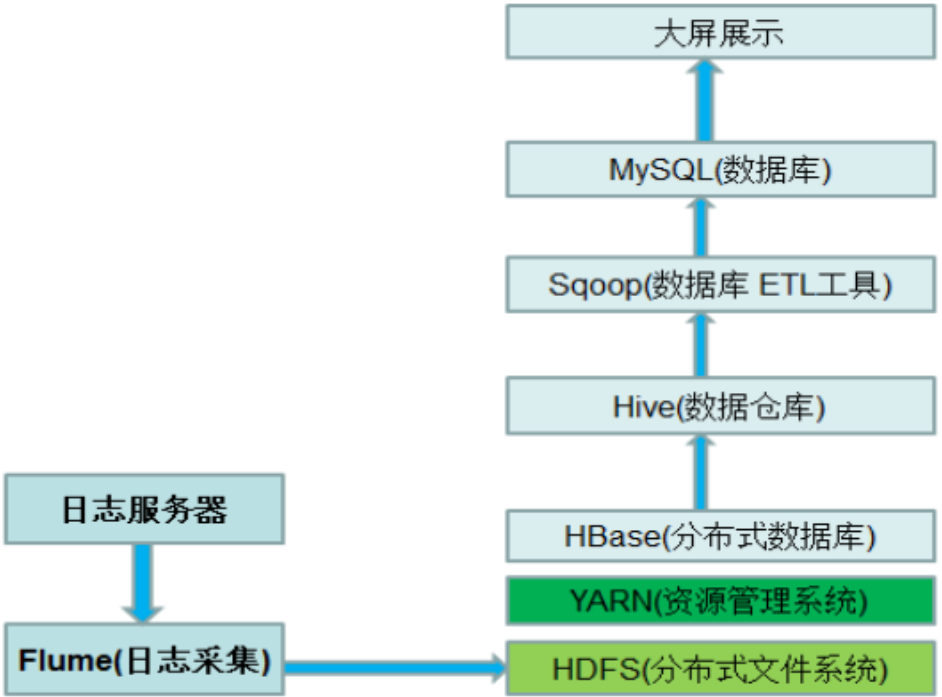 大屏展示
MySQL(数据库)
Sqoop(数据库 ETL工具)
Hive(数据仓库)
日志服务器
HBase(分布式数据库)
YARN(资源管理系统)
Flume(日志采集)
HDFS(分布式文件系统)